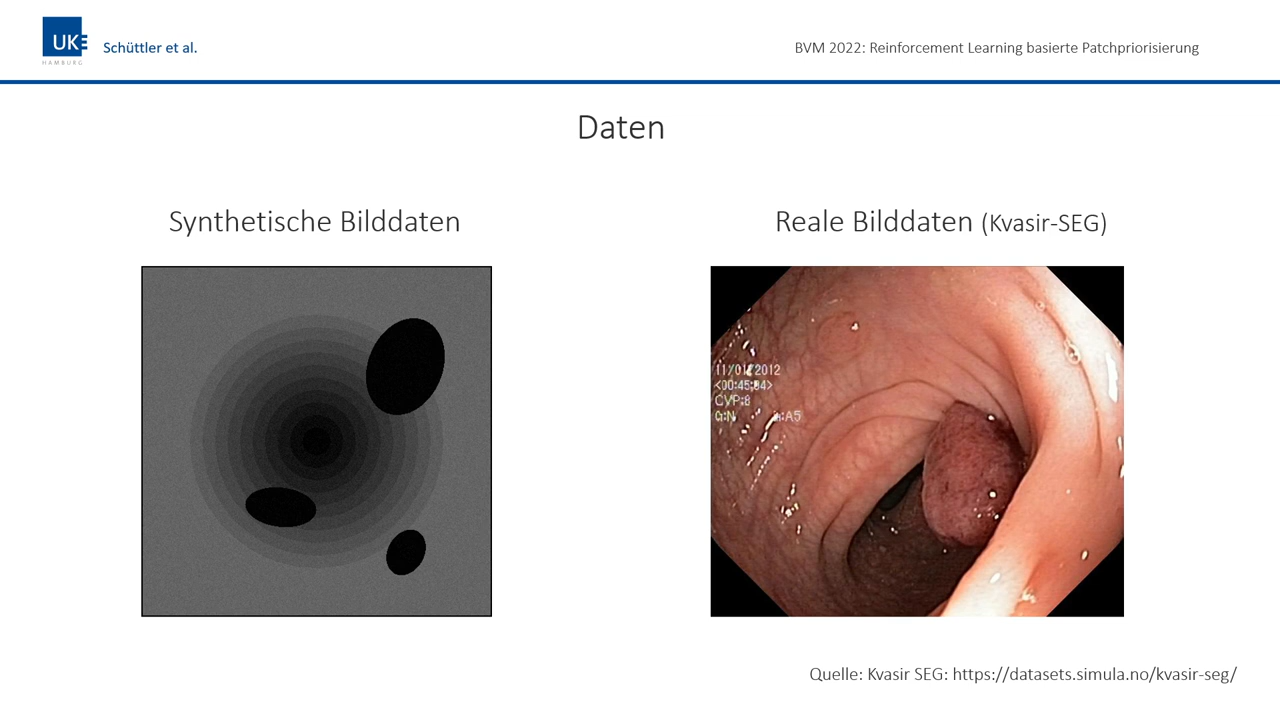 UKE
HAMBURG
Schüttler et al.
BVM 2022: Reinforcement Learning basierte Patchpriorisierung
Daten
Synthetische Bilddaten
Reale Bilddaten (Kvasir-SEG)
11/01/2012
<00:45:04>
CVP:8
G:N A5
Quelle: Kvasir SEG: https://datasets.simula.no/kvasir-seg/